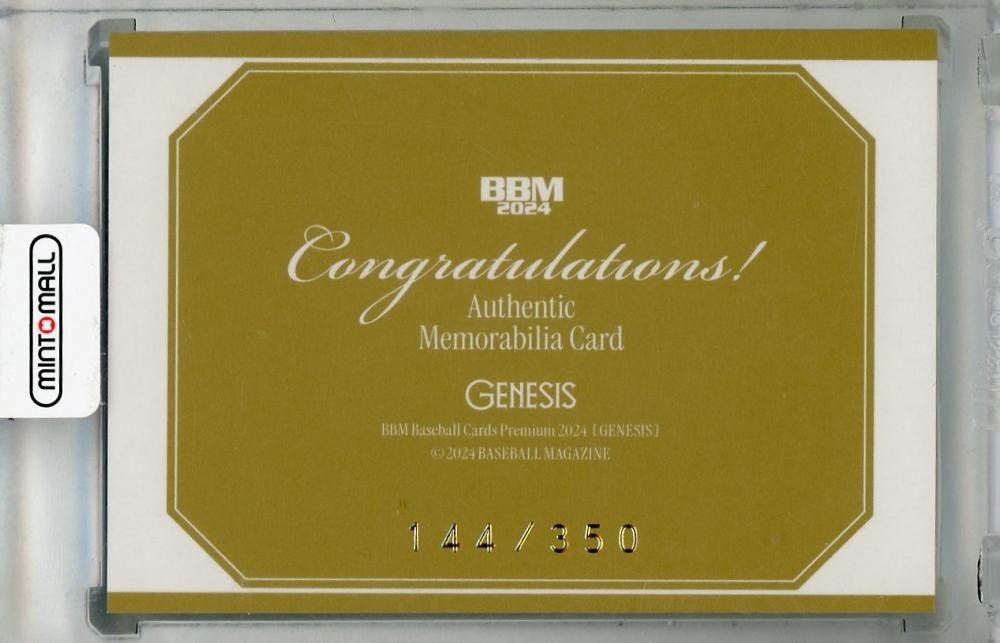 BBM
2024
Congratulations!
Authentic
Memorabilia Card
GENESIS
BBM Baseball Cards Premium 2024 [GENESIS]
© 2024 BASEBALL MAGAZINE
144/350
MINTOMALL